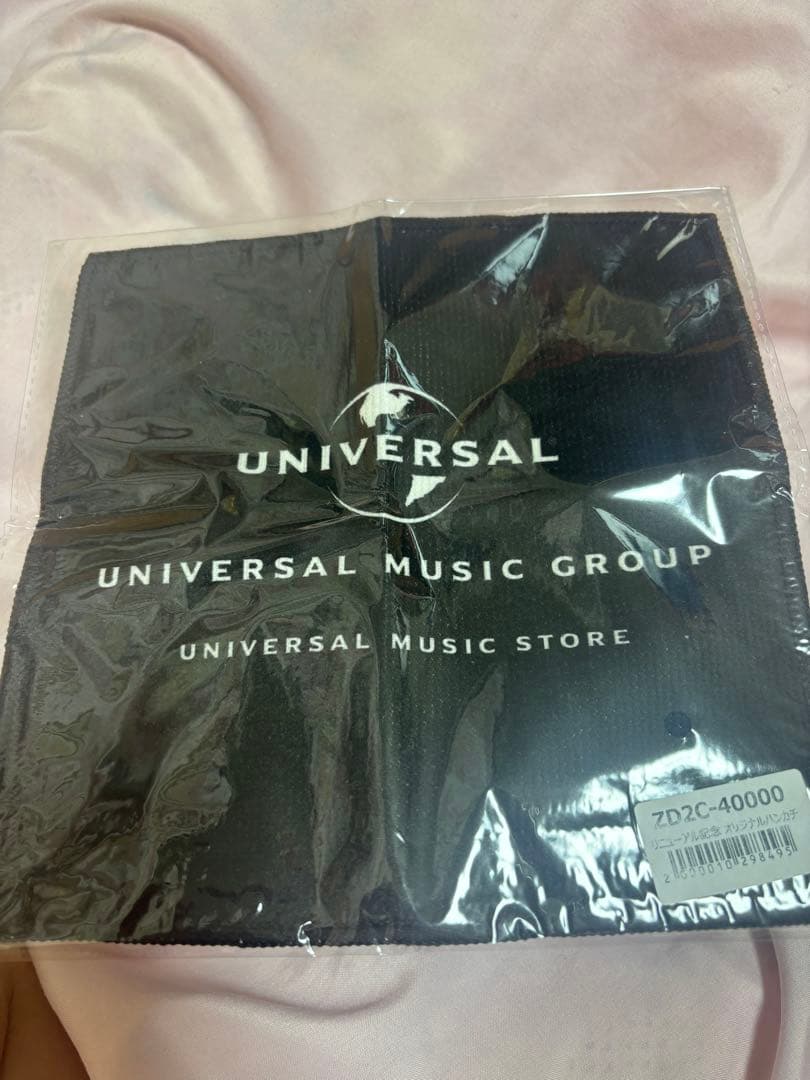 UNIVERSAL
UNIVERSAL MUSIC GROUP
UNIVERSAL MUSIC STORE
ZD2C-40000
リニューアル記念 オリジナルハンカチ
2000010298495